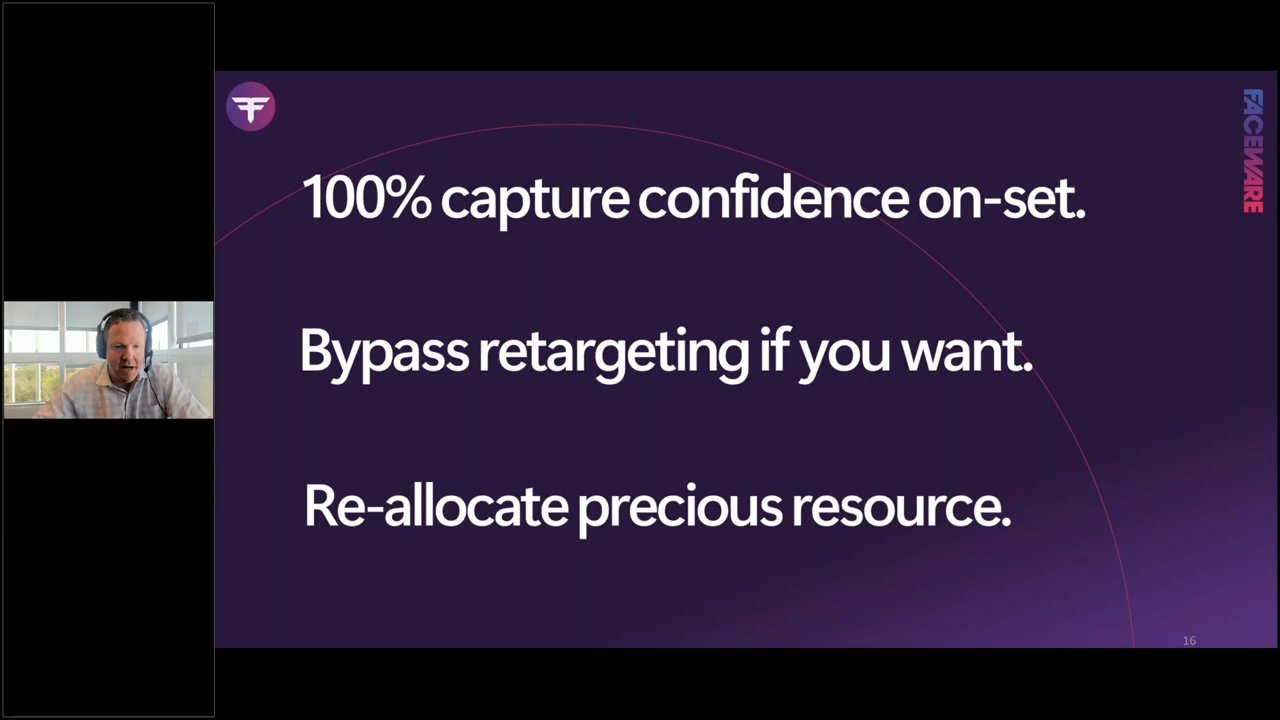 100% capture confidence on-set.
Bypass retargeting if you want.
Re-allocate precious resource.
FACEWARE
16